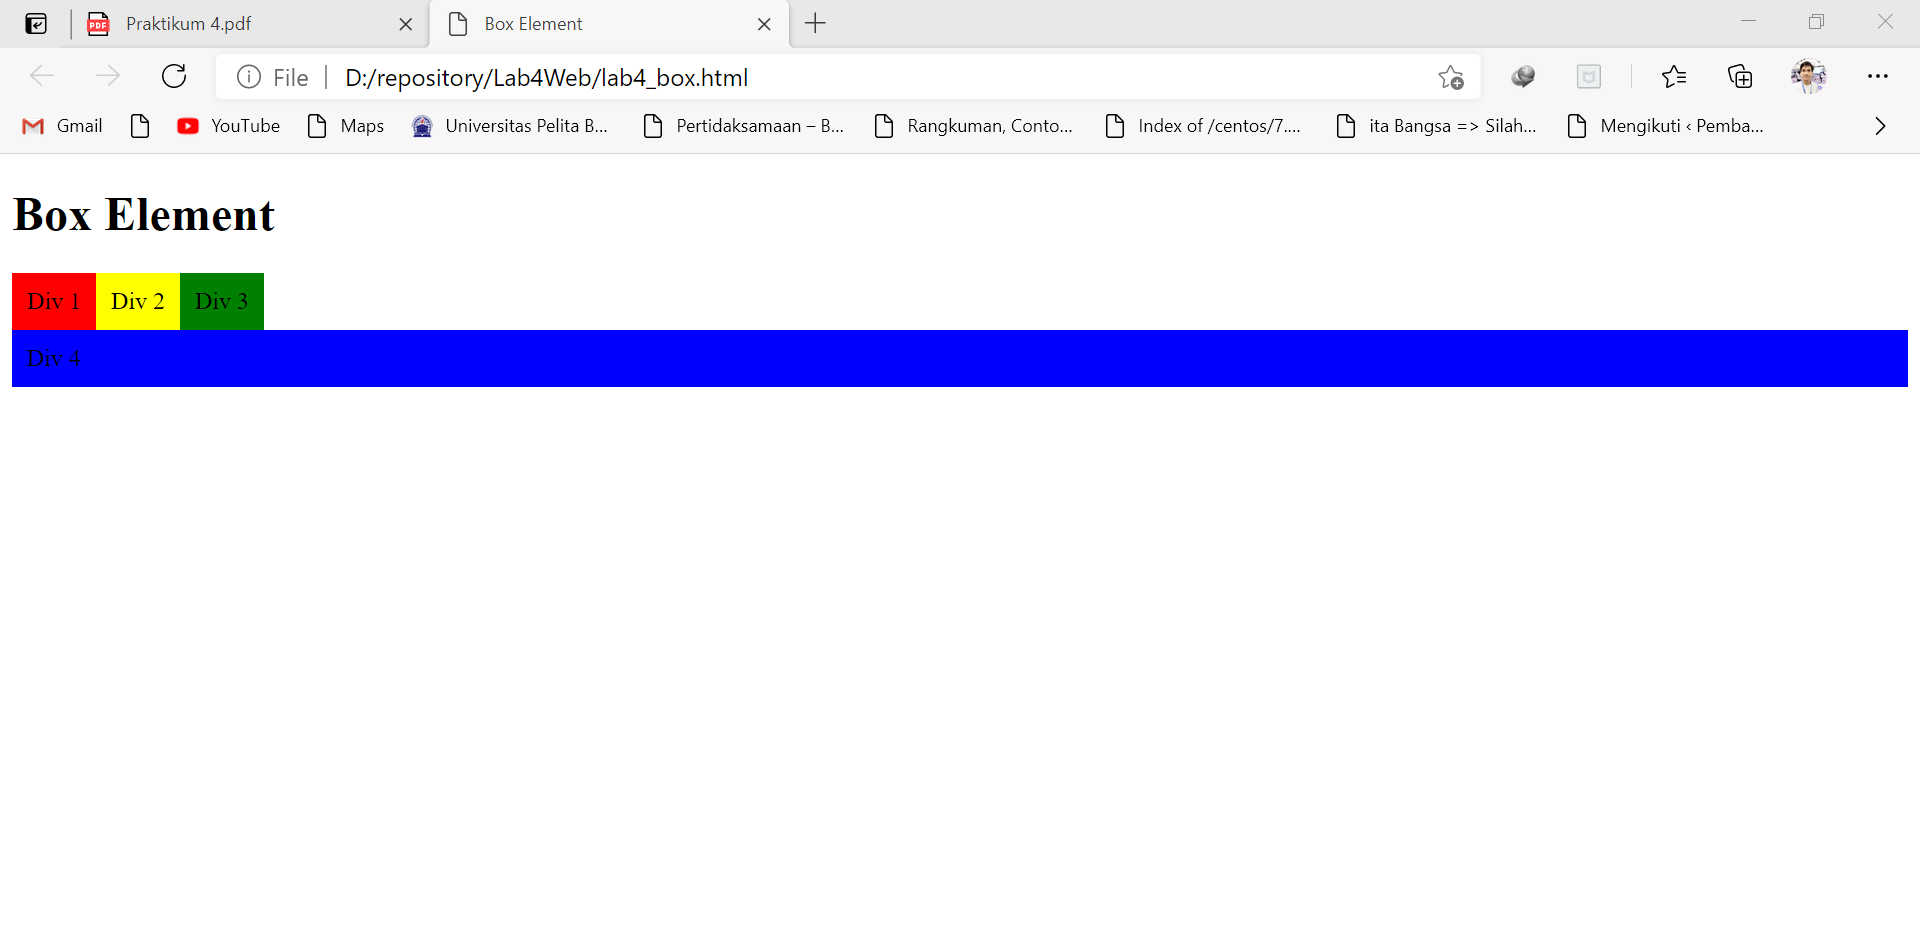 Praktikum 4.pdf
Box Element
File
D:/repository/Lab4Web/lab4_box.html
Gmail
YouTube
Maps
Universitas Pelita B...
Pertidaksamaan – B...
Rangkuman, Conto...
Index of /centos/7....
ita Bangsa => Silah...
Mengikuti ‹ Pemba...
Box Element
Div 1
Div 2
Div 3
Div 4